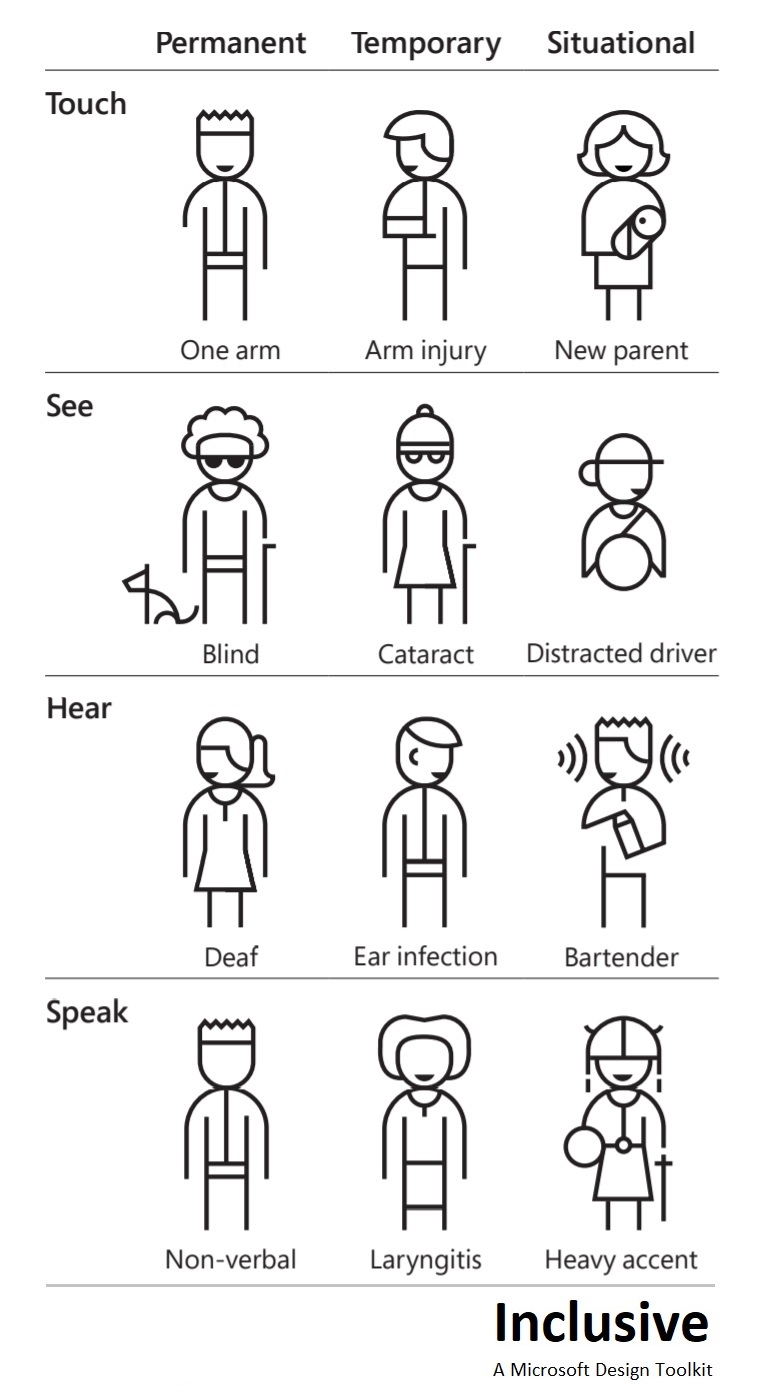 Permanent Temporary Situational
Touch
One arm Arm injury New parent
See
Blind Cataract Distracted driver
Hear
Deaf Ear infection Bartender
Speak
Non-verbal Laryngitis Heavy accent
Inclusive
A Microsoft Design Toolkit